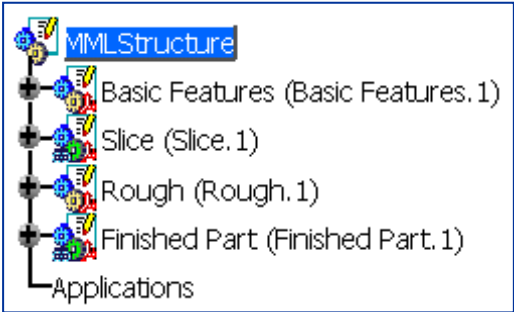 MMLStructure
Basic Features (Basic Features.1)
Slice (Slice.1)
Rough (Rough.1)
Finished Part (Finished Part.1)
Applications